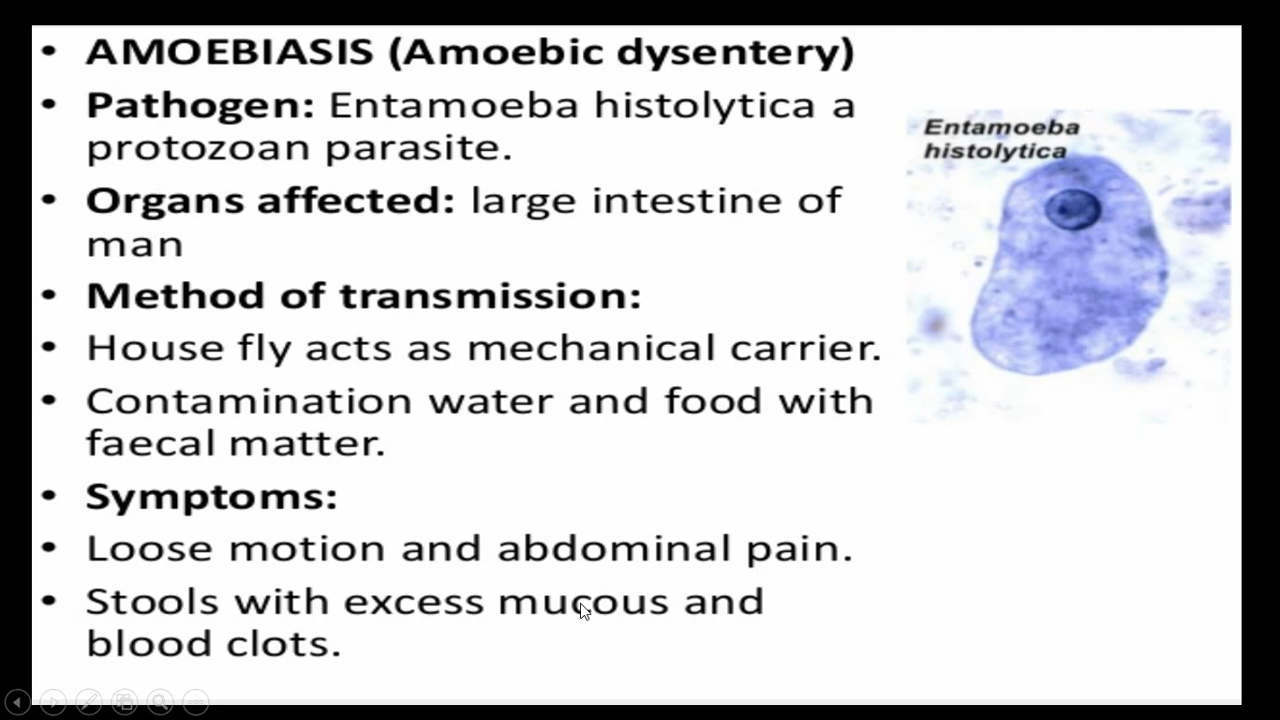 • AMOEBIASIS (Amoebic dysentery)
• Pathogen: Entamoeba histolytica a
protozoan parasite.
• Organs affected: large intestine of
man
• Method of transmission:
• House fly acts as mechanical carrier.
• Contamination water and food with
faecal matter.
• Symptoms:
• Loose motion and abdominal pain.
• Stools with excess mucous and
blood clots.
Entamoeba
histolytica